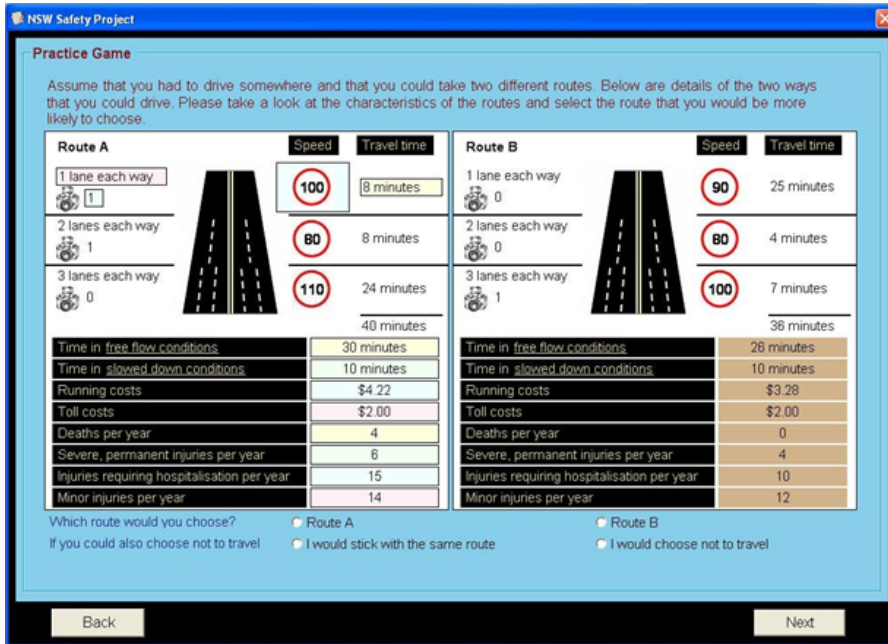 NSW Safety Project
Practice Game
Assume that you had to drive somewhere and that you could take two different routes. Below are details of the two ways
that you could drive. Please take a look at the characteristics of the routes and select the route that you would be more
likely to choose.
Route A Speed Travel time
1 lane each way
1 100 8 minutes
2 lanes each way
1 80 8 minutes
3 lanes each way
0 110 24 minutes
40 minutes
Time in free flow conditions 30 minutes
Time in slowed down conditions 10 minutes
Running costs $4.22
Toll costs $2.00
Deaths per year 4
Severe, permanent injuries per year 6
Injuries requiring hospitalisation per year 15
Minor injuries per year 14
Route B Speed Travel time
1 lane each way
0 90 25 minutes
2 lanes each way
0 80 4 minutes
3 lanes each way
1 100 7 minutes
36 minutes
Time in free flow conditions 26 minutes
Time in slowed down conditions 10 minutes
Running costs $3.28
Toll costs $2.00
Deaths per year 0
Severe, permanent injuries per year 4
Injuries requiring hospitalisation per year 10
Minor injuries per year 12
Which route would you choose? Route A Route B
If you could also choose not to travel I would stick with the same route I would choose not to travel
Back Next